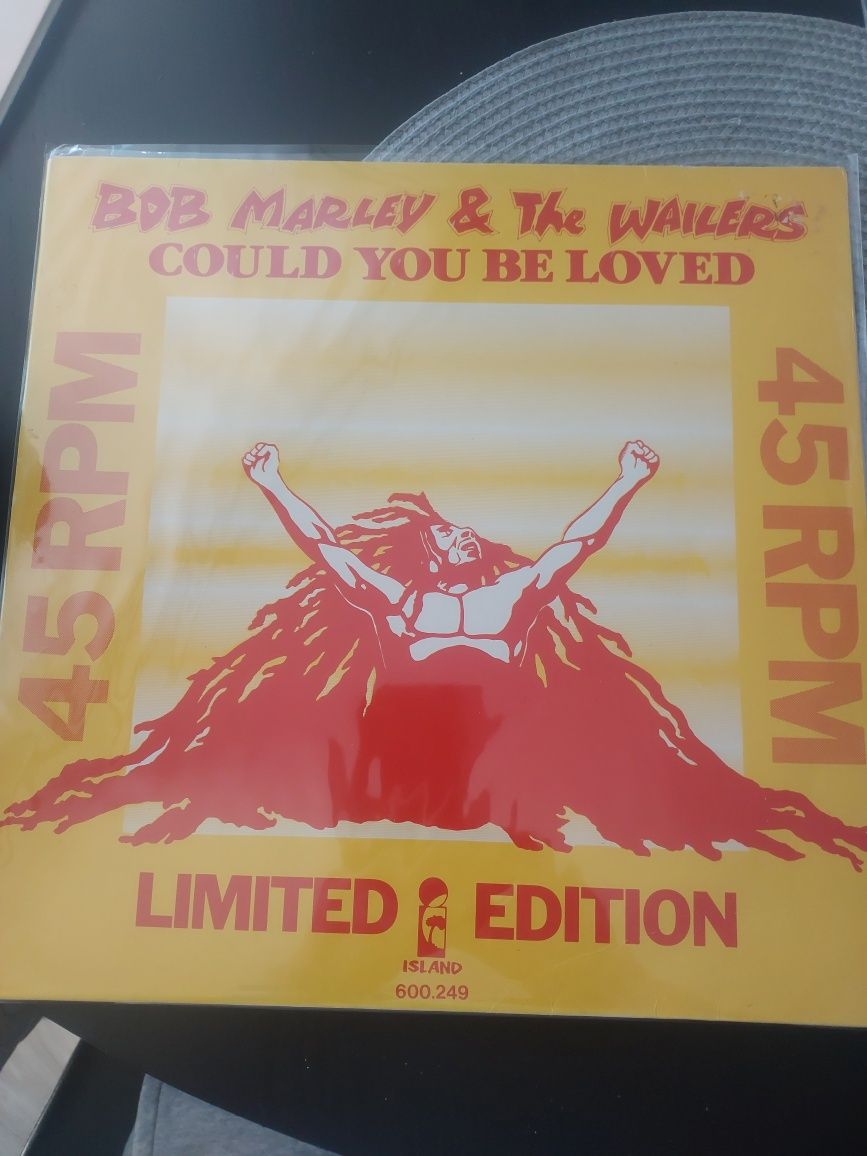 BOB MARLEY & The WAILERS
COULD YOU BE LOVED
45 RPM
45 RPM
LIMITED EDITION
ISLAND
600.249